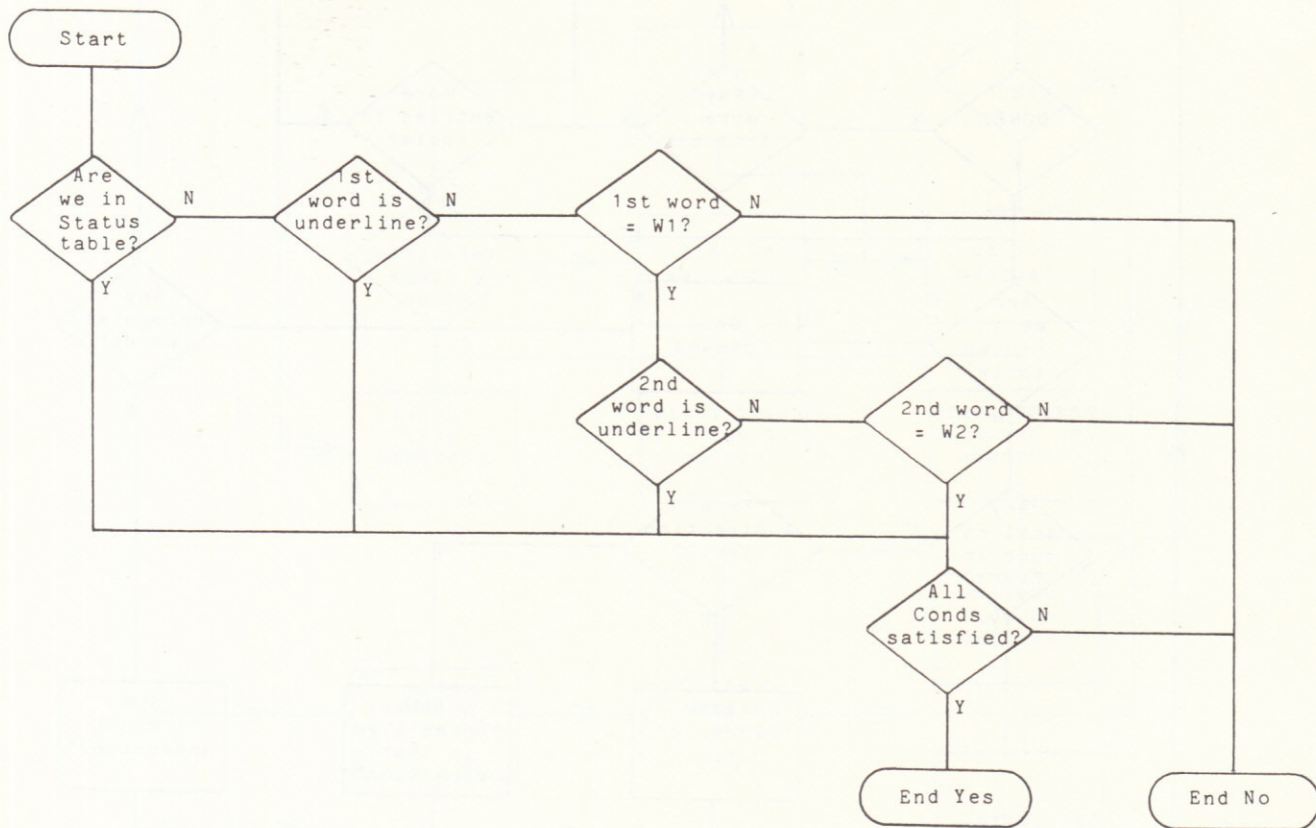 Start
Are
we in
Status
table?
N
Y
1st
word is
underline?
N
Y
1st word
= W1?
N
Y
2nd
word is
underline?
N
Y
2nd word
= W2?
N
Y
All
Conds
satisfied?
N
Y
End Yes
End No